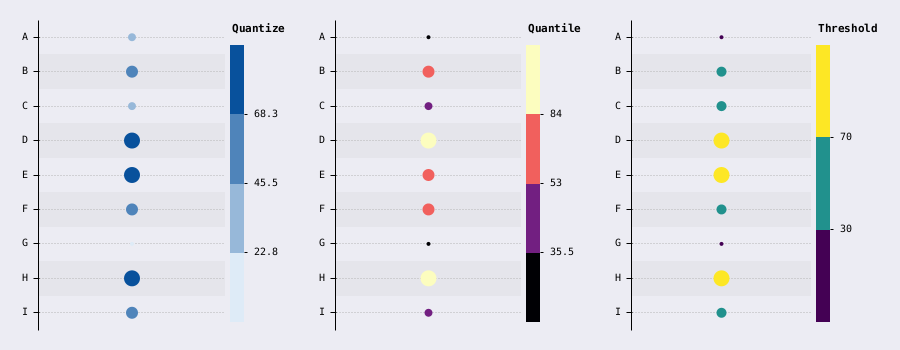 Quantize
A
B
C
D
E
F
G
H
I
68.3
45.5
22.8
Quantile
A
B
C
D
E
F
G
H
I
84
53
35.5
Threshold
A
B
C
D
E
F
G
H
I
70
30